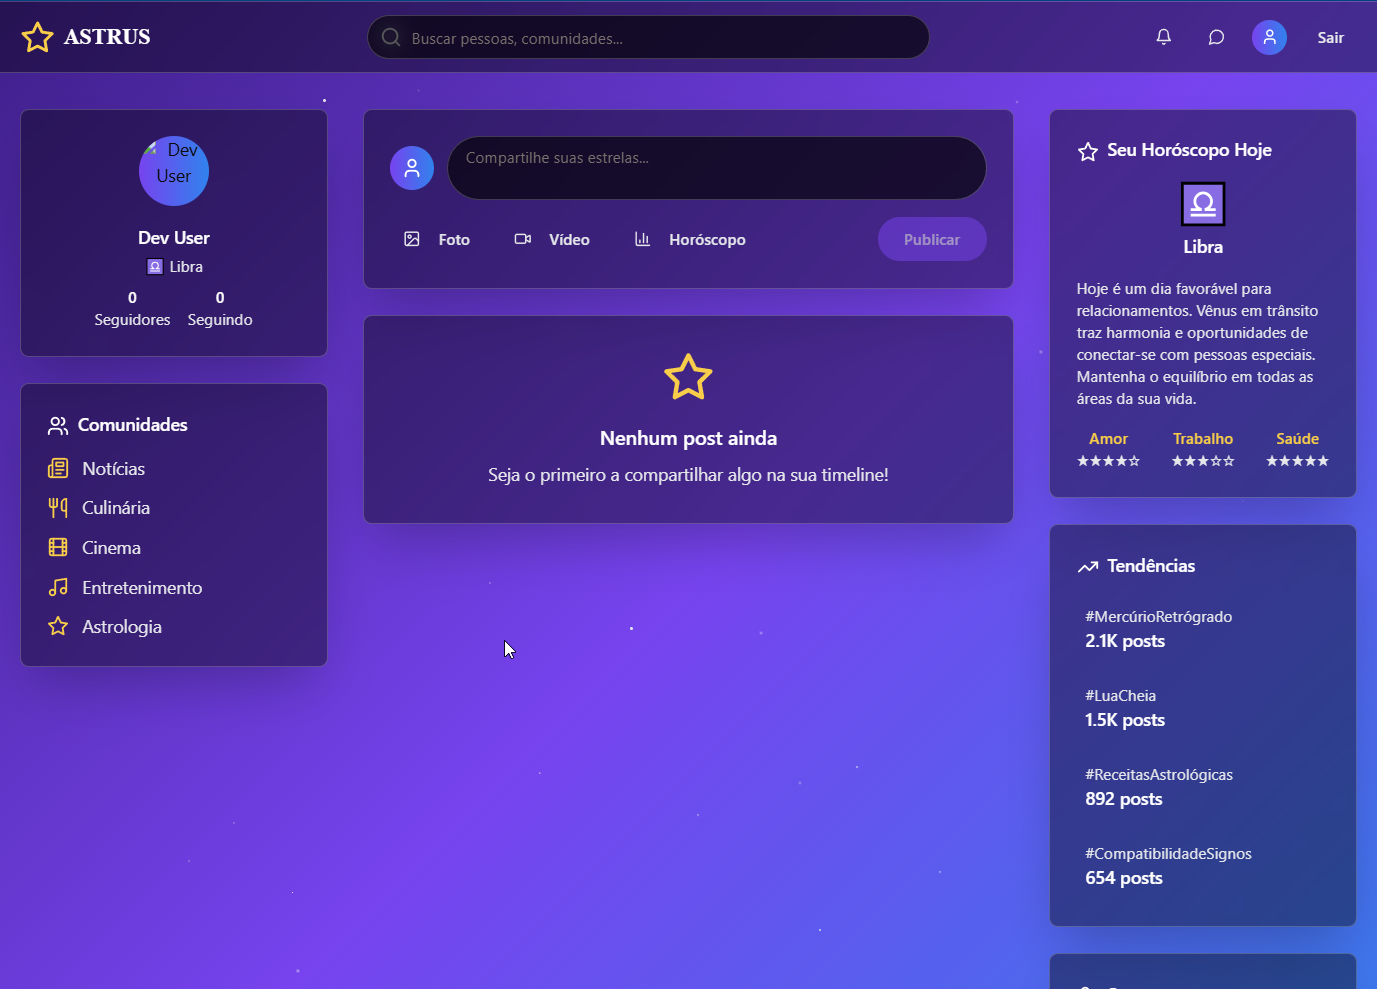 ASTRUS
Buscar pessoas, comunidades...
Sair
Dev
User
Dev User
♎ Libra
0 0
Seguidores Seguindo
Comunidades
Notícias
Culinária
Cinema
Entretenimento
Astrologia
Compartilhe suas estrelas...
Foto Vídeo Horóscopo Publicar
Nenhum post ainda
Seja o primeiro a compartilhar algo na sua timeline!
Seu Horóscopo Hoje
♎
Libra
Hoje é um dia favorável para
relacionamentos. Vênus em trânsito
traz harmonia e oportunidades de
conectar-se com pessoas especiais.
Mantenha o equilíbrio em todas as
áreas da sua vida.
Amor Trabalho Saúde
★★★★☆ ★★★☆☆ ★★★★★
Tendências
#MercúrioRetrógrado
2.1K posts
#LuaCheia
1.5K posts
#ReceitasAstrológicas
892 posts
#CompatibilidadeSignos
654 posts